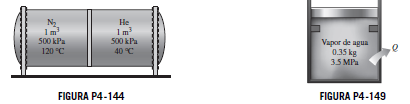 N₂
1 m³
500 kPa
120 °C
He
1 m³
500 kPa
40 °C
FIGURA P4-144
Vapor de agua
0.35 kg
3.5 MPa
Q
FIGURA P4-149